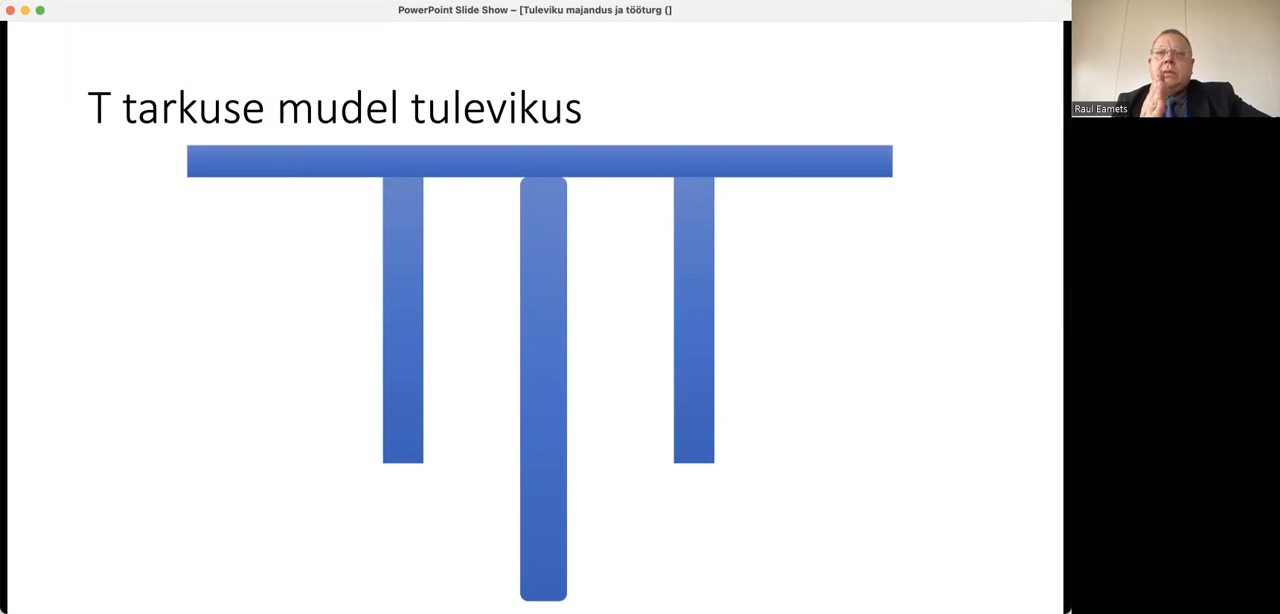 PowerPoint Slide Show – [Tuleviku majandus ja tööturg (]
T tarkuse mudel tulevikus
Raul Eamets